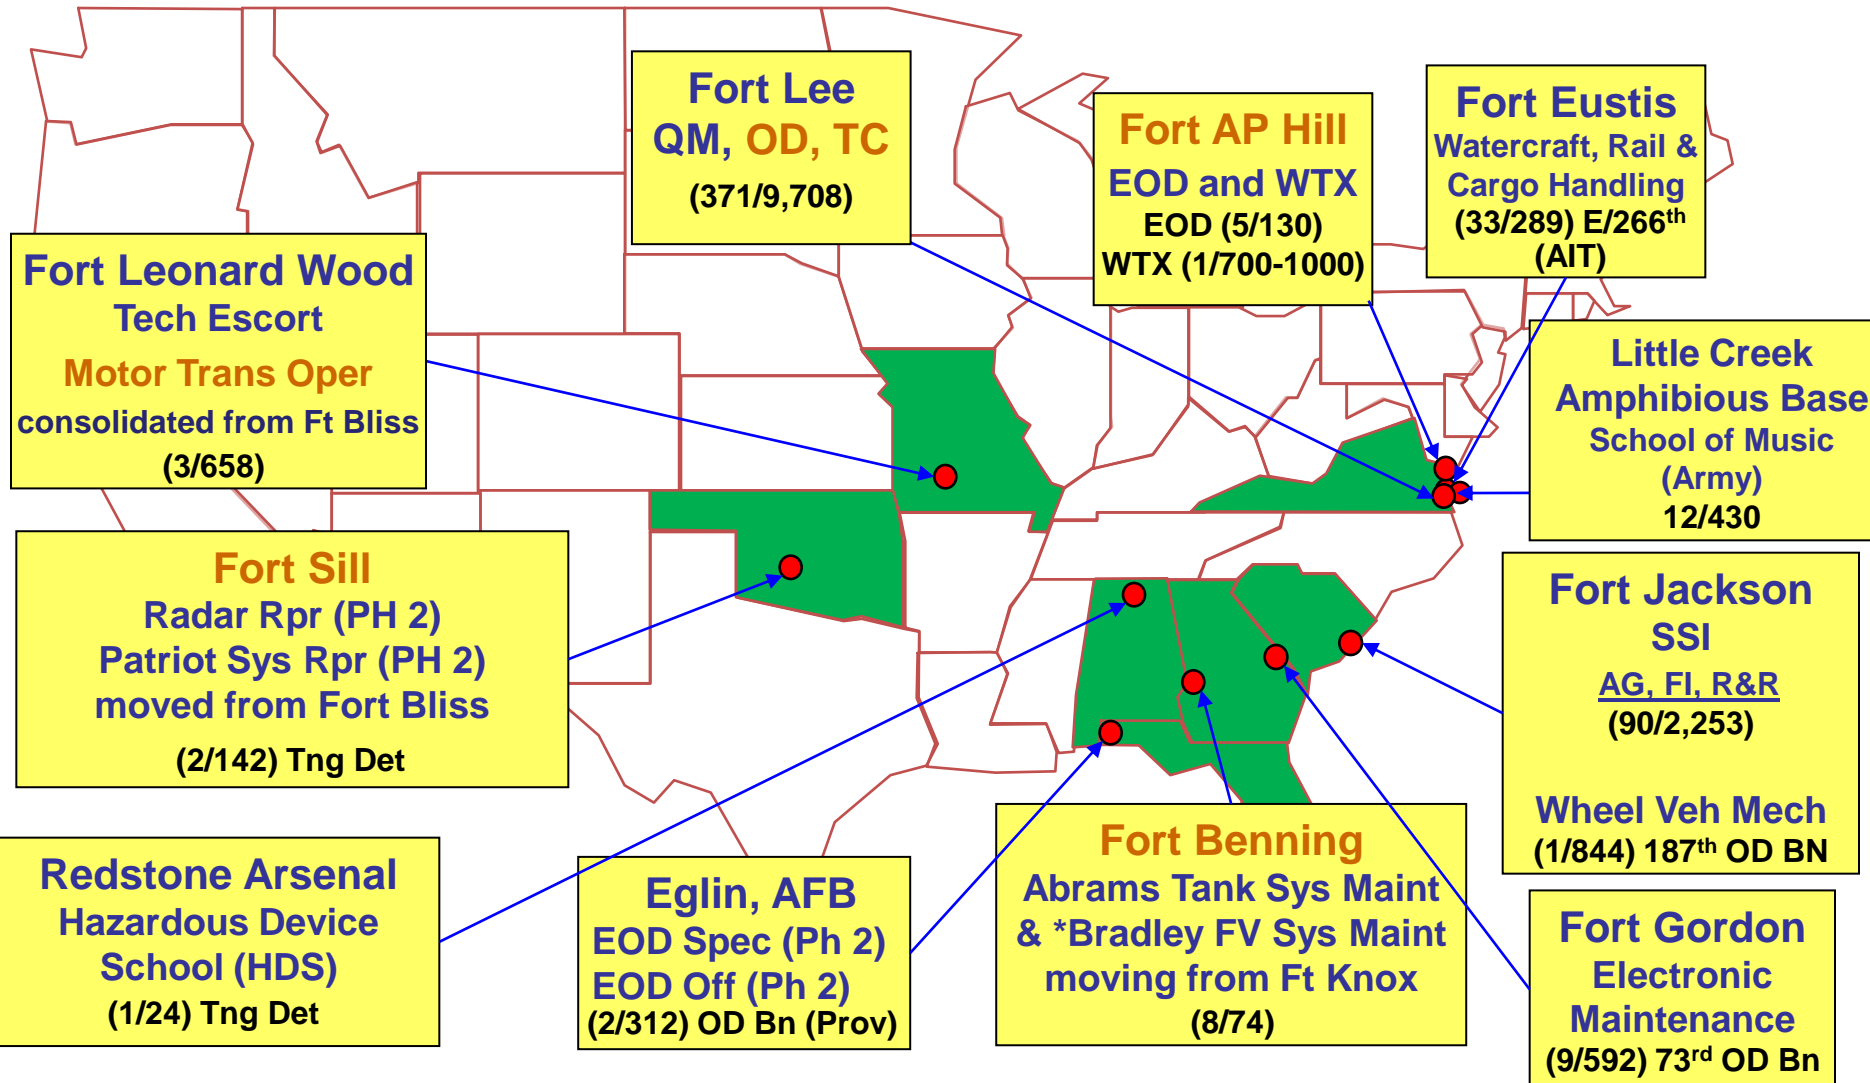 Fort Lee
QM, OD, TC
(371/9,708)
Fort AP Hill
EOD and WTX
EOD (5/130)
WTX (1/700-1000)
Fort Eustis
Watercraft, Rail &
Cargo Handling
(33/289) E/266th
(AIT)
Fort Leonard Wood
Tech Escort
Motor Trans Oper
consolidated from Ft Bliss
(3/658)
Little Creek
Amphibious Base
School of Music
(Army)
12/430
Fort Sill
Radar Rpr (PH 2)
Patriot Sys Rpr (PH 2)
moved from Fort Bliss
(2/142) Tng Det
Fort Jackson
SSI
AG, FI, R&R
(90/2,253)
Wheel Veh Mech
(1/844) 187th OD BN
Redstone Arsenal
Hazardous Device
School (HDS)
(1/24) Tng Det
Eglin, AFB
EOD Spec (Ph 2)
EOD Off (Ph 2)
(2/312) OD Bn (Prov)
Fort Benning
Abrams Tank Sys Maint
& *Bradley FV Sys Maint
moving from Ft Knox
(8/74)
Fort Gordon
Electronic
Maintenance
(9/592) 73rd OD Bn